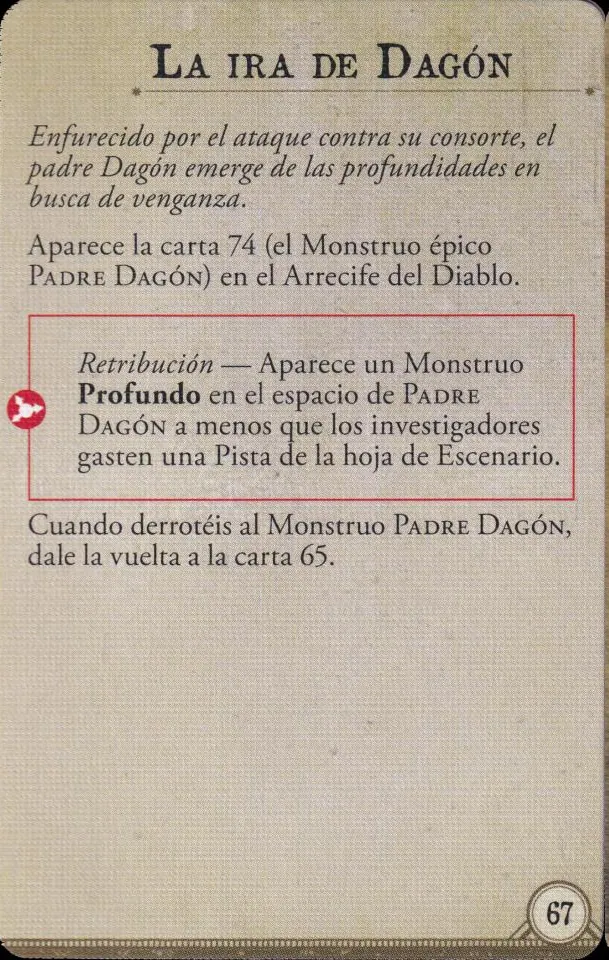 La ira de Dagón
Enfurecido por el ataque contra su consorte, el
padre Dagón emerge de las profundidades en
busca de venganza.
Aparece la carta 74 (el Monstruo épico
Padre Dagón) en el Arrecife del Diablo.
Retribución — Aparece un Monstruo
Profundo en el espacio de Padre
Dagón a menos que los investigadores
gasten una Pista de la hoja de Escenario.
Cuando derrotéis al Monstruo Padre Dagón,
dale la vuelta a la carta 65.
67